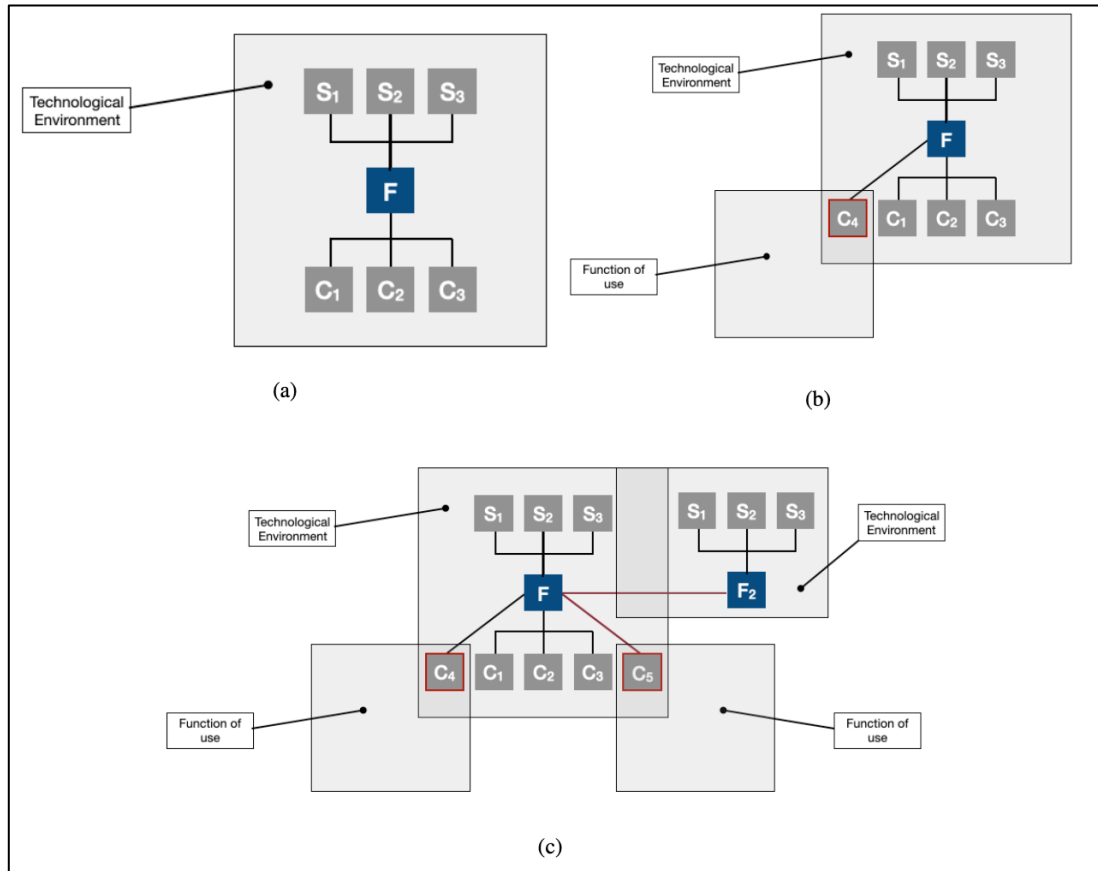 S₁ S₂ S₃
Technological
Environment
F
C₁ C₂ C₃
(a)
S₁ S₂ S₃
Technological
Environment
F
C₄ C₁ C₂ C₃
Function of
use
(b)
S₁ S₂ S₃
S₁ S₂ S₃
Technological
Environment
Technological
Environment
F
F₂
C₄ C₁ C₂ C₃ C₅
Function of
use
Function of
use
(c)